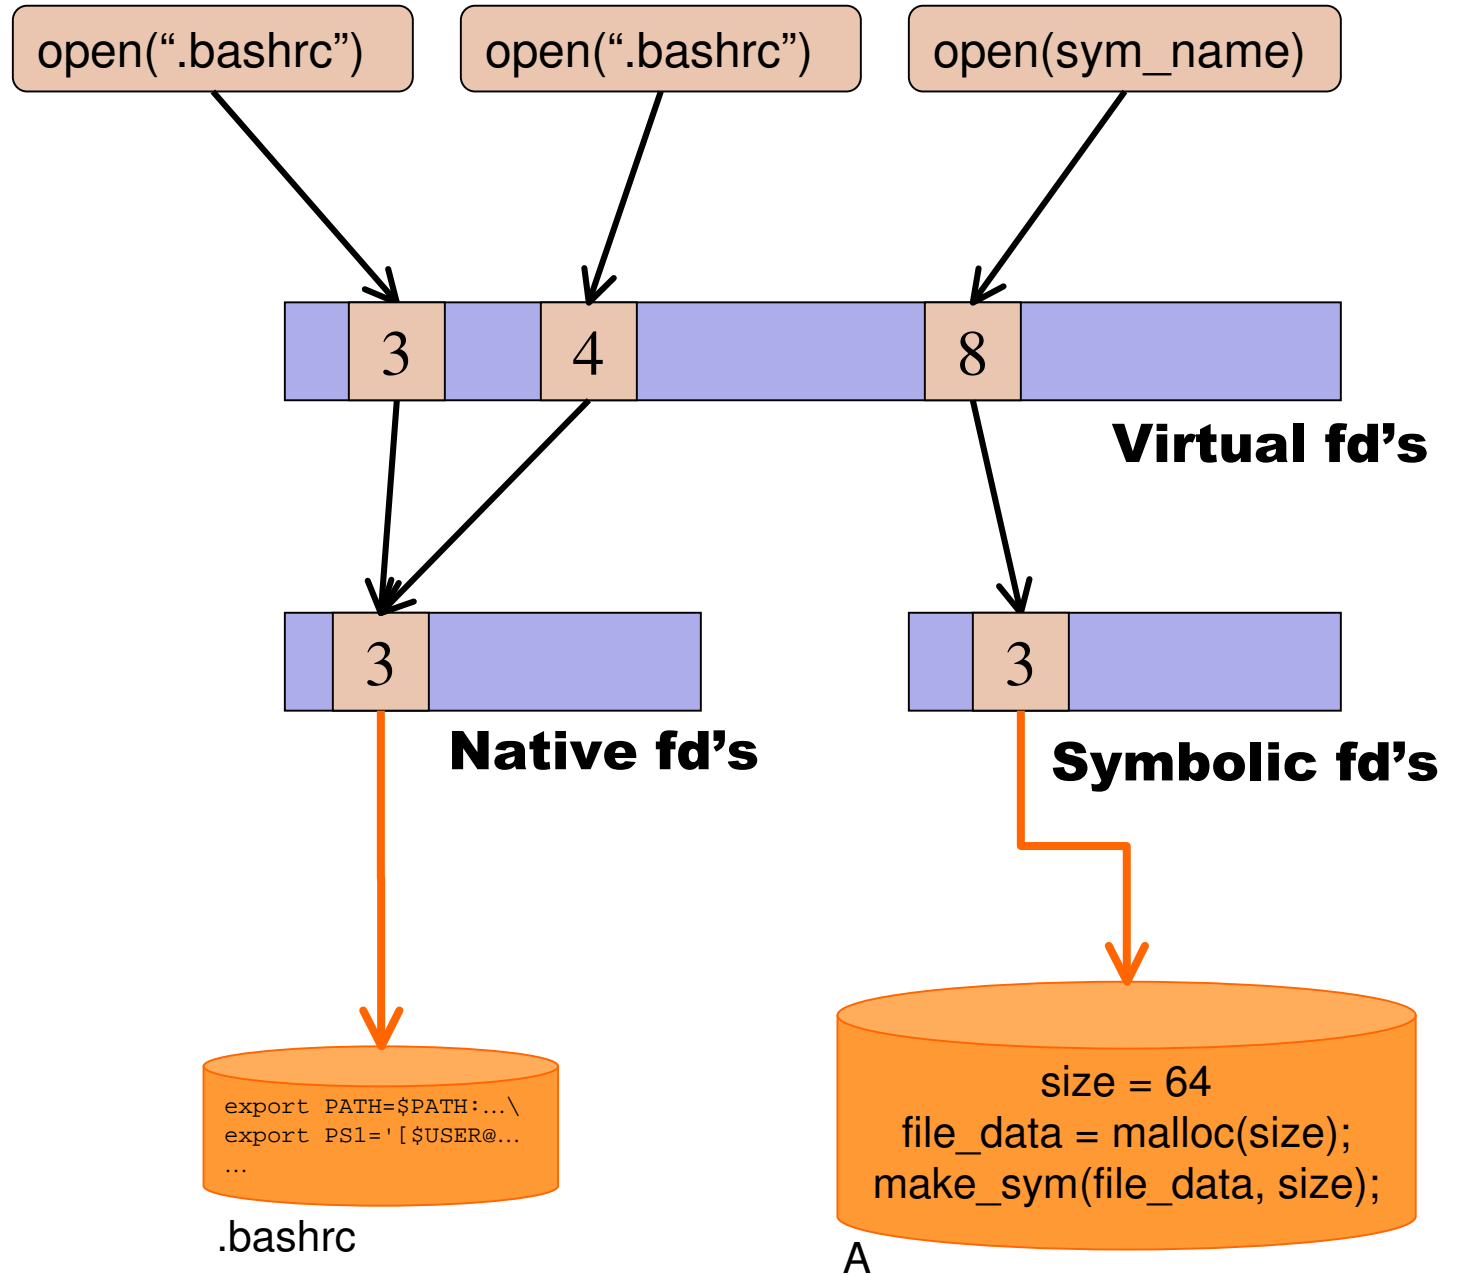 open(“.bashrc”)
open(“.bashrc”)
open(sym_name)
3
4
8
Virtual fd’s
3
3
Native fd’s
Symbolic fd’s
export PATH=$PATH:…\
export PS1='[$USER@…
…
.bashrc
size = 64
file_data = malloc(size);
make_sym(file_data, size);
A